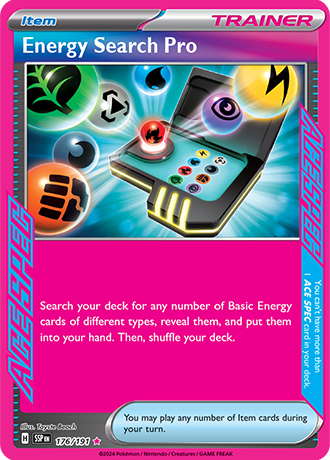 Item
TRAINER
Energy Search Pro
ACE SPEC
ACE SPEC
You can't have more than
1 ACE SPEC card in your deck.
Search your deck for any number of Basic Energy
cards of different types, reveal them, and put them
into your hand. Then, shuffle your deck.
Illus. Toyste Beach
H SSP EN 176/191
You may play any number of Item cards during
your turn.
©2024 Pokémon / Nintendo / Creatures / GAME FREAK